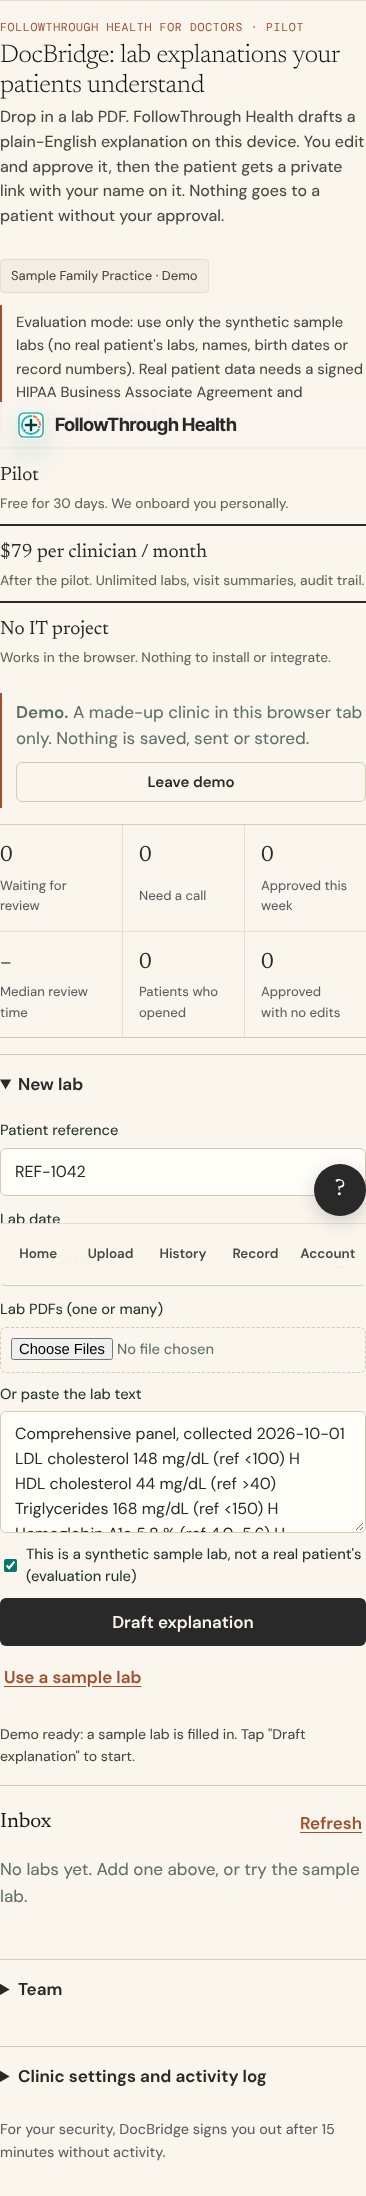 FOLLOWTHROUGH HEALTH FOR DOCTORS · PILOT
DocBridge: lab explanations your
patients understand
Drop in a lab PDF. FollowThrough Health drafts a
plain-English explanation on this device. You edit
and approve it, then the patient gets a private
link with your name on it. Nothing goes to a
patient without your approval.
Sample Family Practice · Demo
Evaluation mode: use only the synthetic sample
labs (no real patient's labs, names, birth dates or
record numbers). Real patient data needs a signed
HIPAA Business Associate Agreement and
FollowThrough Health
Pilot
Free for 30 days. We onboard you personally.
$79 per clinician / month
After the pilot. Unlimited labs, visit summaries, audit trail.
No IT project
Works in the browser. Nothing to install or integrate.
Demo. A made-up clinic in this browser tab
only. Nothing is saved, sent or stored.
Leave demo
0 0 0
Waiting for review Need a call Approved this week
– 0 0
Median review time Patients who opened Approved with no edits
▼ New lab
Patient reference
REF-1042
?
Lab date
Home Upload History Record Account
Lab PDFs (one or many)
Choose Files No file chosen
Or paste the lab text
Comprehensive panel, collected 2026-10-01
LDL cholesterol 148 mg/dL (ref <100) H
HDL cholesterol 44 mg/dL (ref >40)
Triglycerides 168 mg/dL (ref <150) H
Hemoglobin A1c 5.8 % (ref 4.0-5.6) H
This is a synthetic sample lab, not a real patient's
(evaluation rule)
Draft explanation
Use a sample lab
Demo ready: a sample lab is filled in. Tap "Draft
explanation" to start.
Inbox Refresh
No labs yet. Add one above, or try the sample
lab.
▶ Team
▶ Clinic settings and activity log
For your security, DocBridge signs you out after 15
minutes without activity.